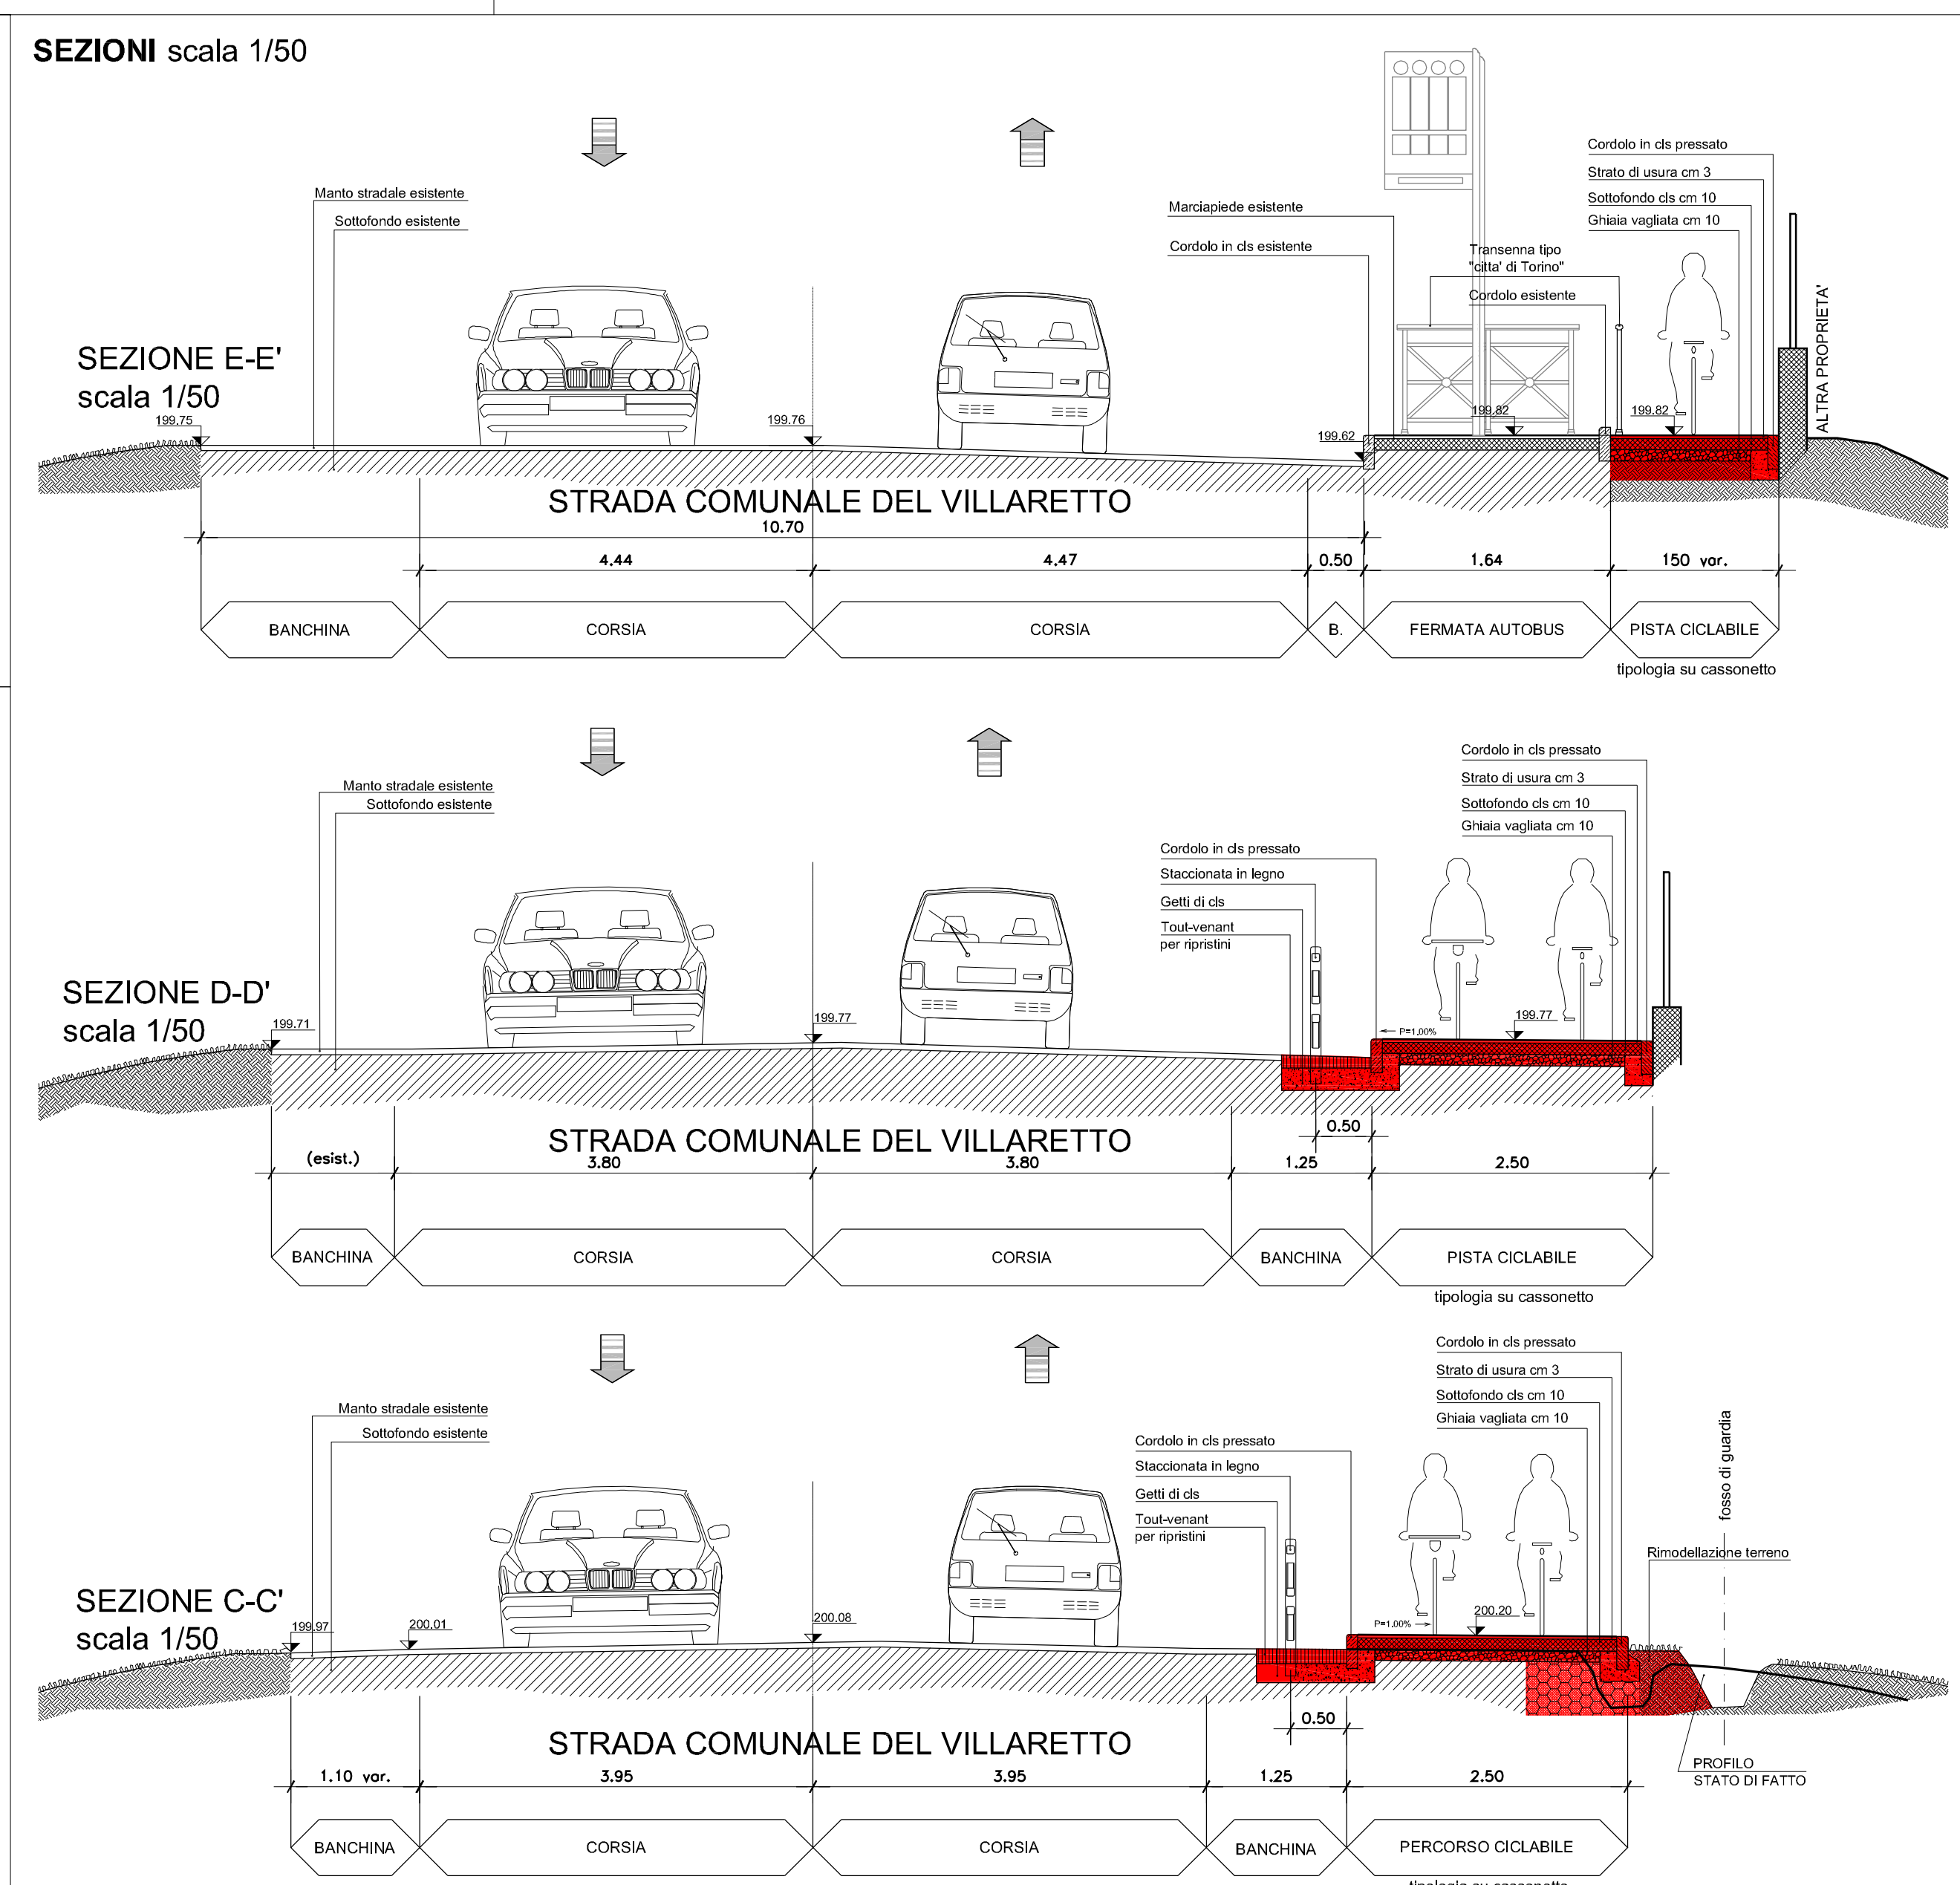 SEZIONI scala 1/50
Cordolo in cls pressato
Strato di usura cm 3
Sottofondo cls cm 10
Ghiaia vagliata cm 10
Manto stradale esistente
Sottofondo esistente
Marciapiede esistente
Cordolo in cls esistente
Transenna tipo
"citta' di Torino"
Cordolo esistente
ALTRA PROPRIETA'
SEZIONE E-E'
scala 1/50
199.75
199.76
199.62
199.82
199.82
STRADA COMUNALE DEL VILLARETTO
10.70
4.44
4.47
0.50
1.64
150 var.
BANCHINA
CORSIA
CORSIA
B.
FERMATA AUTOBUS
PISTA CICLABILE
tipologia su cassonetto
Cordolo in cls pressato
Strato di usura cm 3
Sottofondo cls cm 10
Ghiaia vagliata cm 10
Manto stradale esistente
Sottofondo esistente
Cordolo in cls pressato
Staccionata in legno
Getti di cls
Tout-venant
per ripristini
SEZIONE D-D'
scala 1/50
199.71
199.77
P=1,00%
199.77
STRADA COMUNALE DEL VILLARETTO
0.50
(esist.)
3.80
3.80
1.25
2.50
BANCHINA
CORSIA
CORSIA
BANCHINA
PISTA CICLABILE
tipologia su cassonetto
Cordolo in cls pressato
Strato di usura cm 3
Sottofondo cls cm 10
Ghiaia vagliata cm 10
Manto stradale esistente
Sottofondo esistente
Cordolo in cls pressato
Staccionata in legno
Getti di cls
Tout-venant
per ripristini
fosso di guardia
Rimodellazione terreno
SEZIONE C-C'
scala 1/50
199.97
200.01
200.08
P=1,00%
200.20
STRADA COMUNALE DEL VILLARETTO
0.50
PROFILO
STATO DI FATTO
1.10 var.
3.95
3.95
1.25
2.50
BANCHINA
CORSIA
CORSIA
BANCHINA
PERCORSO CICLABILE
tipologia su cassonetto